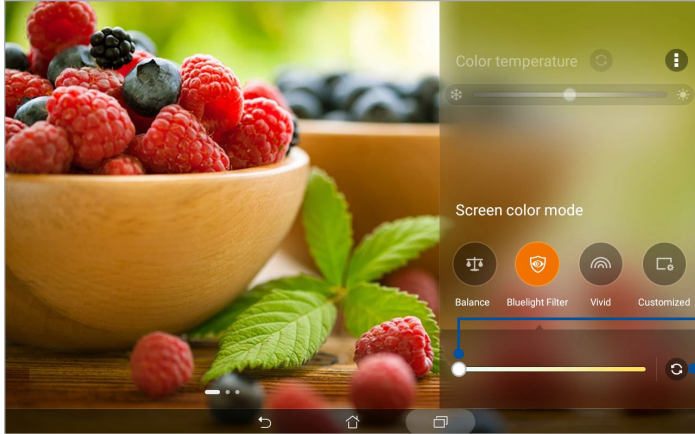 Color temperature
Screen color mode
Balance
Bluelight Filter
Vivid
Customized